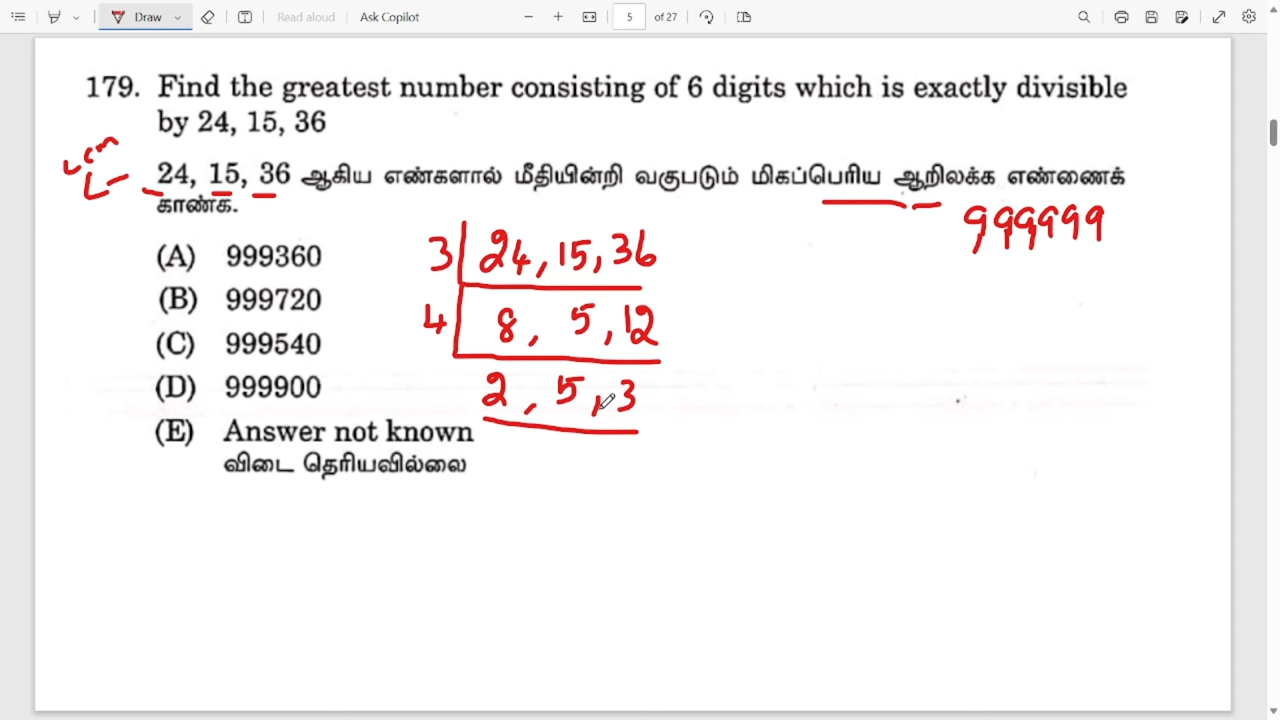 Draw
Read aloud
Ask Copilot
5 of 27
179. Find the greatest number consisting of 6 digits which is exactly divisible
by 24, 15, 36
Lcm
24, 15, 36 ஆகிய எண்களால் மீதியின்றி வகுபடும் மிகப்பெரிய ஆறிலக்க எண்ணைக்
காண்க.
999999
(A) 999360
(B) 999720
(C) 999540
(D) 999900
(E) Answer not known
விடை தெரியவில்லை
3 24, 15, 36
4 8, 5, 12
2, 5, 3